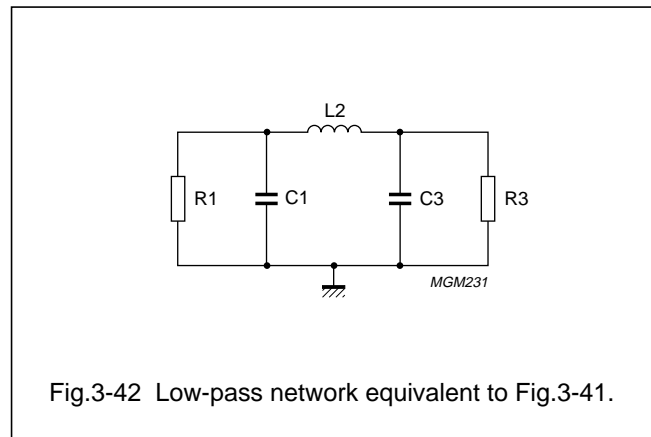 L2
R1
C1
C3
R3
MGM231
Fig.3-42 Low-pass network equivalent to Fig.3-41.